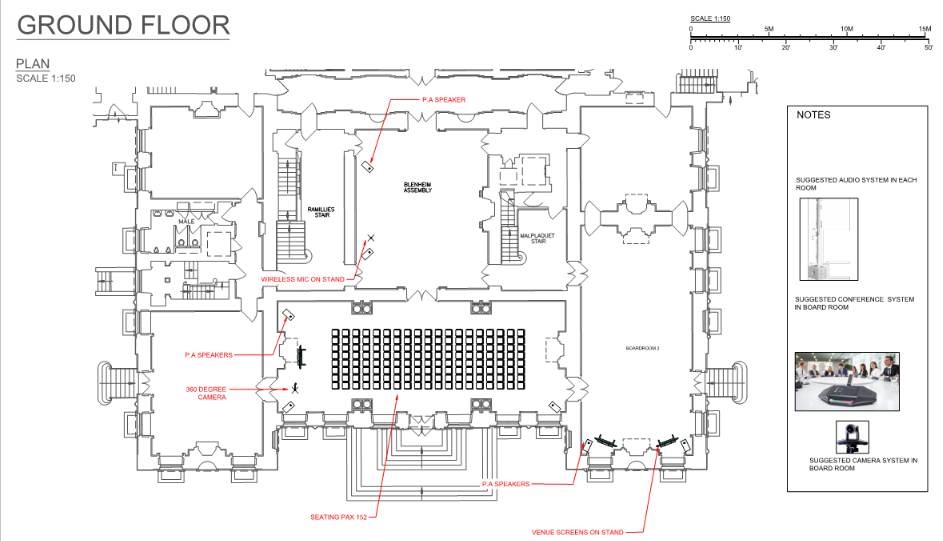 GROUND FLOOR
PLAN
SCALE 1:150
SCALE 1:150
0 5M 10M 15M
0 10' 20' 30' 40' 50'
P.A SPEAKER
BLENHEIM
ASSEMBLY
RAMILLIES
STAIR
MALE
MALPLAQUET
STAIR
WIRELESS MIC ON STAND
P.A SPEAKERS
360 DEGREE
CAMERA
BOARDROOM 2
P.A SPEAKERS
SEATING PAX 152
VENUE SCREENS ON STAND
NOTES
SUGGESTED AUDIO SYSTEM IN EACH
ROOM
SUGGESTED CONFERENCE SYSTEM
IN BOARD ROOM
SUGGESTED CAMERA SYSTEM IN
BOARD ROOM